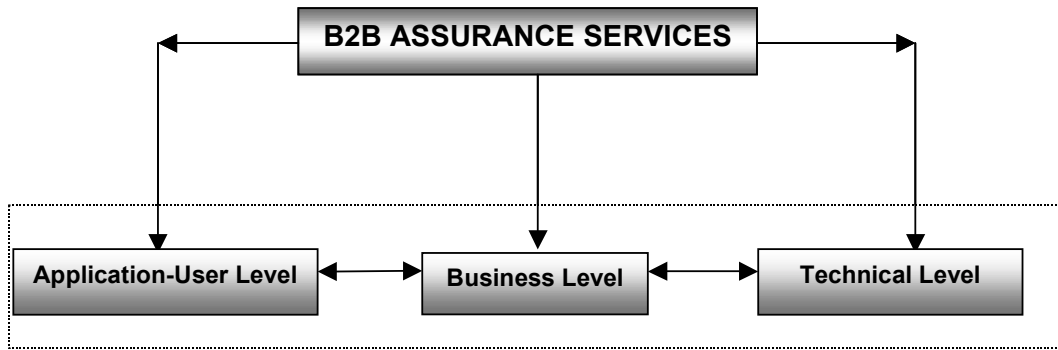 B2B ASSURANCE SERVICES
Application-User Level
Business Level
Technical Level